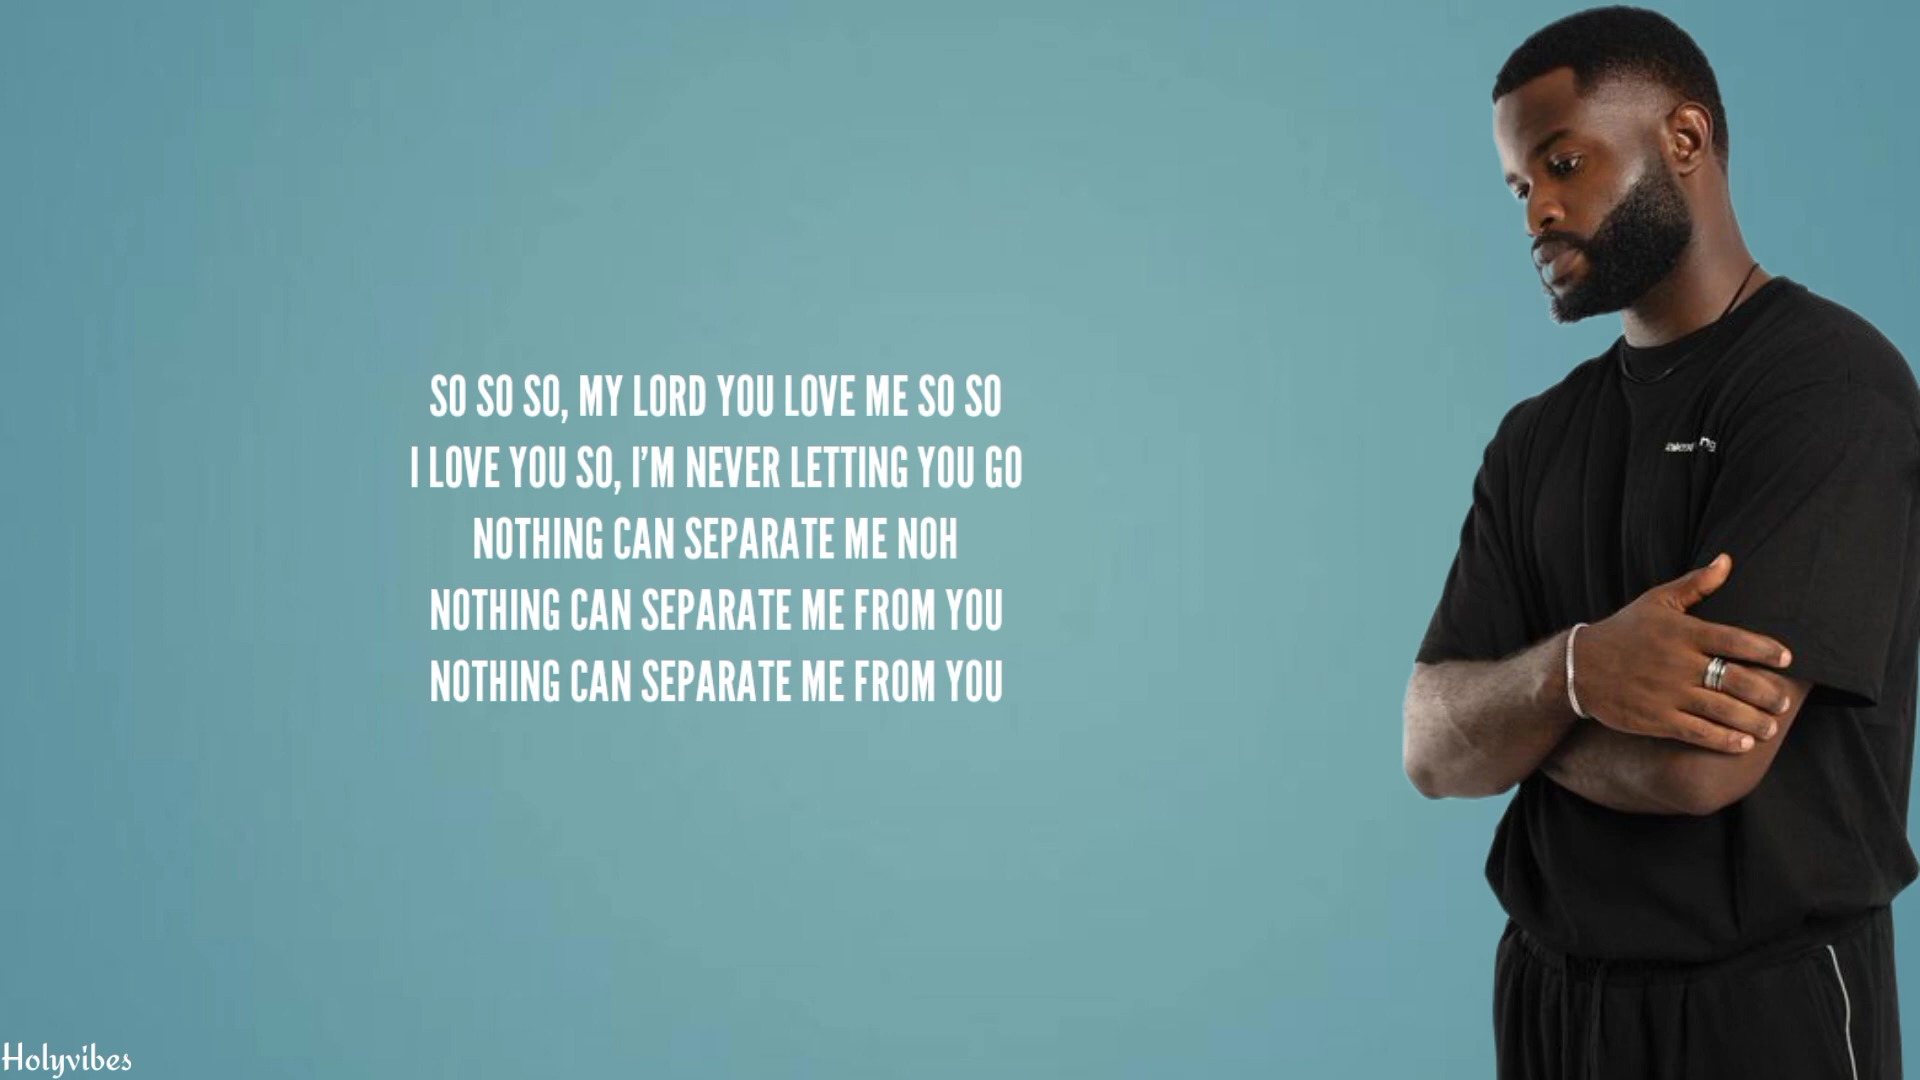 SO SO SO, MY LORD YOU LOVE ME SO SO
I LOVE YOU SO, I'M NEVER LETTING YOU GO
NOTHING CAN SEPARATE ME NOH
NOTHING CAN SEPARATE ME FROM YOU
NOTHING CAN SEPARATE ME FROM YOU
Holyvibes